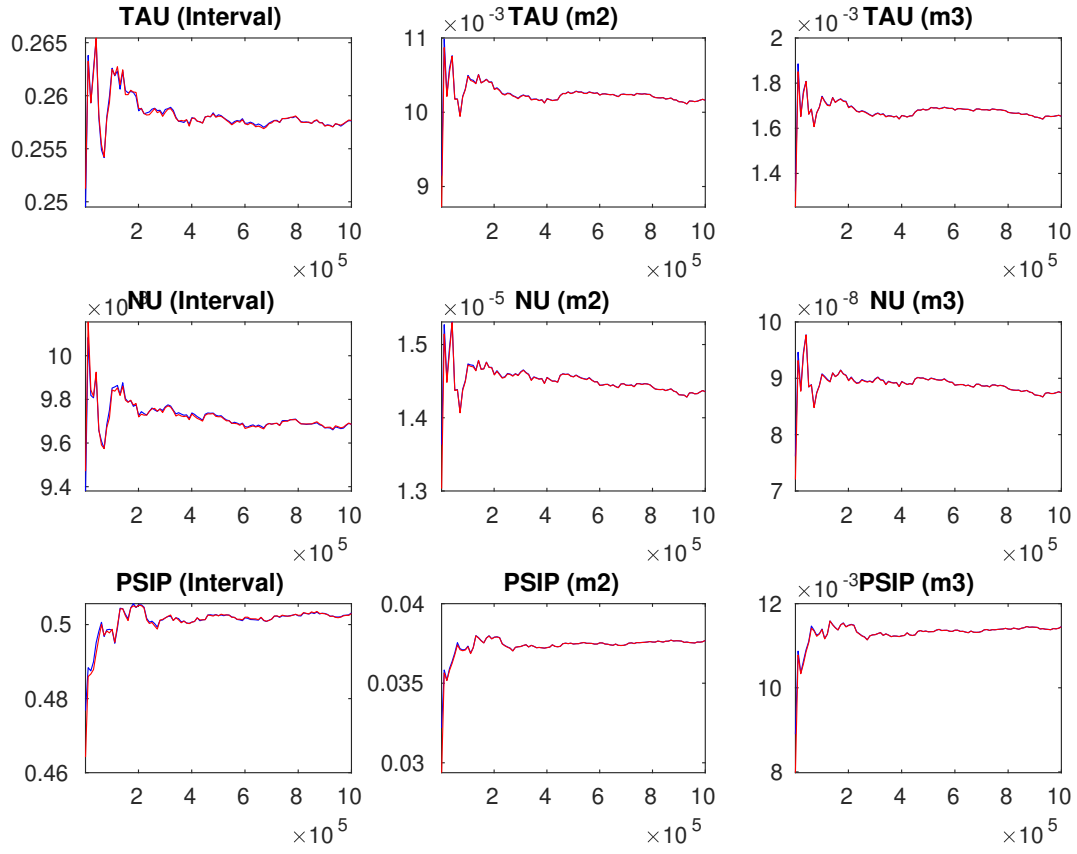 TAU (Interval)
0.265
0.26
0.255
0.25
2 4 6 8 10
×10 5
TAU (m2)
×10 -3
11
10
9
2 4 6 8 10
×10 5
TAU (m3)
×10 -3
2
1.8
1.6
1.4
2 4 6 8 10
×10 5
NU (Interval)
×10 -3
10
9.8
9.6
9.4
2 4 6 8 10
×10 5
NU (m2)
×10 -5
1.5
1.4
1.3
2 4 6 8 10
×10 5
NU (m3)
×10 -8
10
9
8
7
2 4 6 8 10
×10 5
PSIP (Interval)
0.5
0.48
0.46
2 4 6 8 10
×10 5
PSIP (m2)
0.04
0.035
0.03
2 4 6 8 10
×10 5
PSIP (m3)
×10 -3
12
10
8
2 4 6 8 10
×10 5